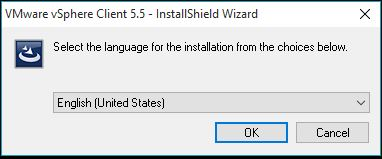 VMware vSphere Client 5.5 - InstallShield Wizard
Select the language for the installation from the choices below.
English (United States)
OK
Cancel